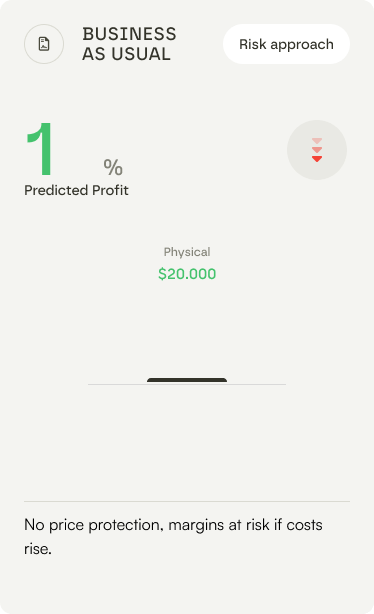 BUSINESS
AS USUAL
Risk approach
1 %
Predicted Profit
Physical
$20.000
No price protection, margins at risk if costs
rise.